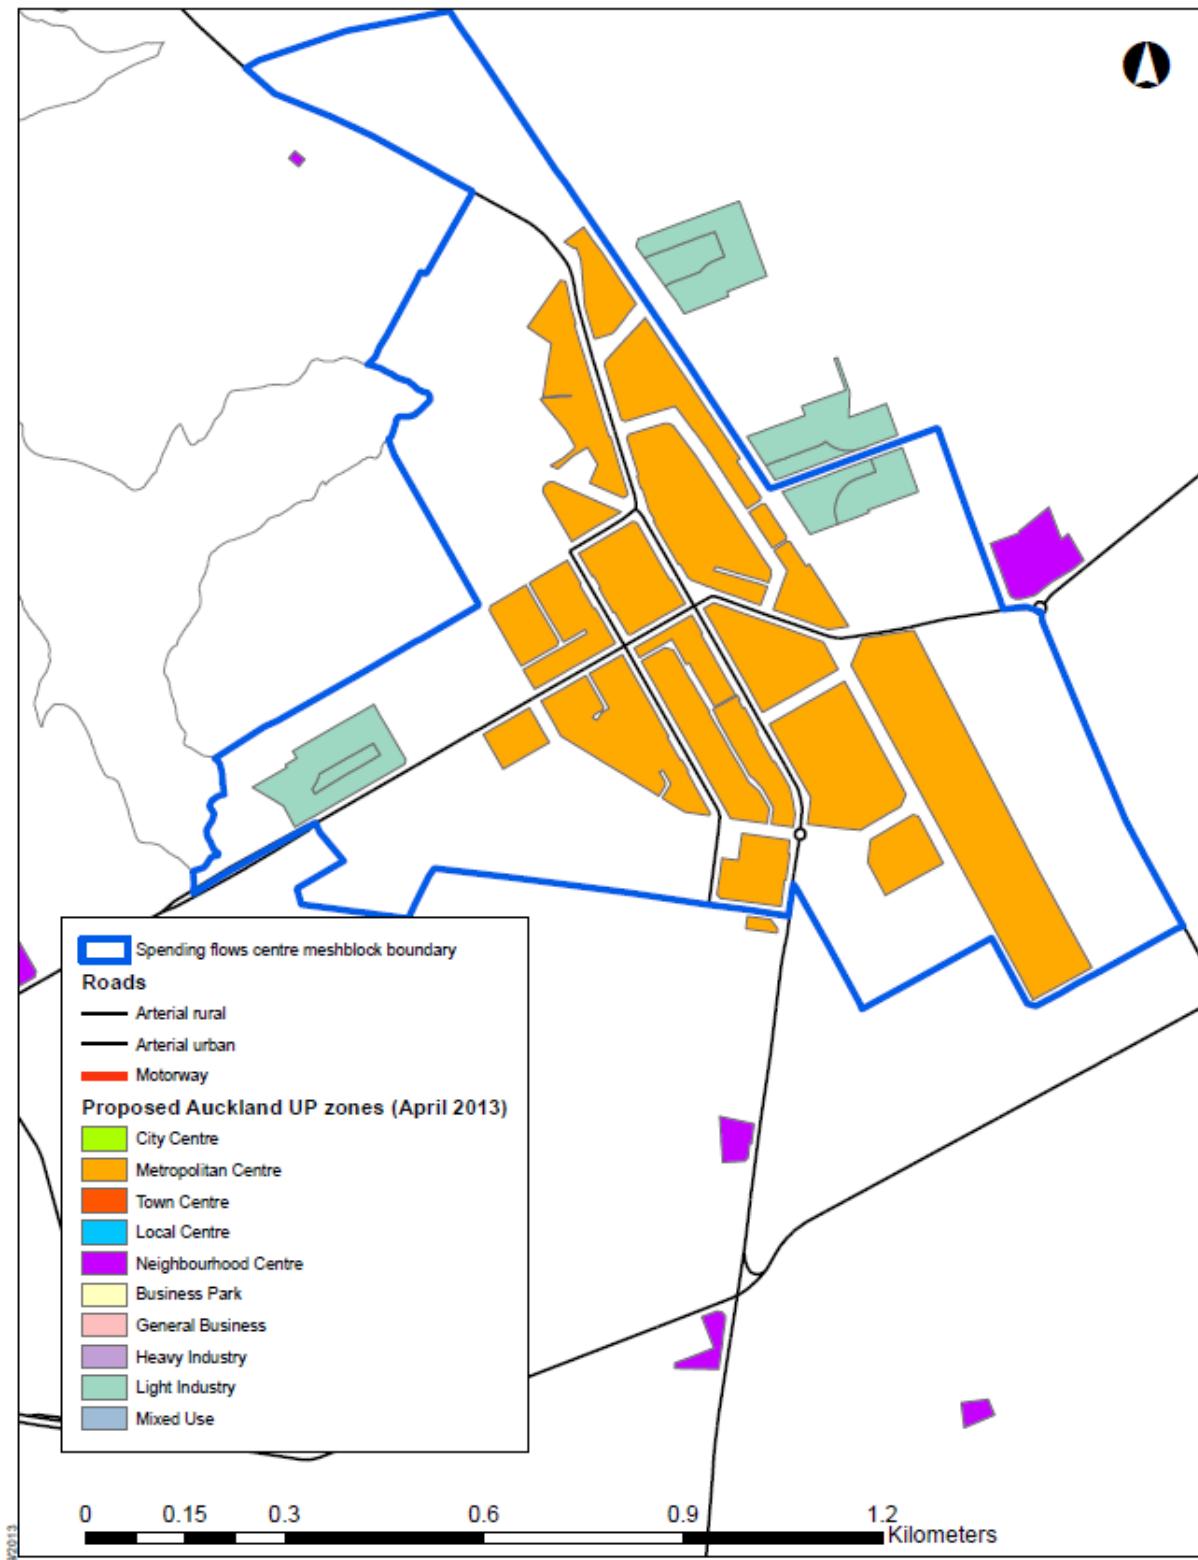 Spending flows centre meshblock boundary
Roads
Arterial rural
Arterial urban
Motorway
Proposed Auckland UP zones (April 2013)
City Centre
Metropolitan Centre
Town Centre
Local Centre
Neighbourhood Centre
Business Park
General Business
Heavy Industry
Light Industry
Mixed Use
0 0.15 0.3 0.6 0.9 1.2
Kilometers